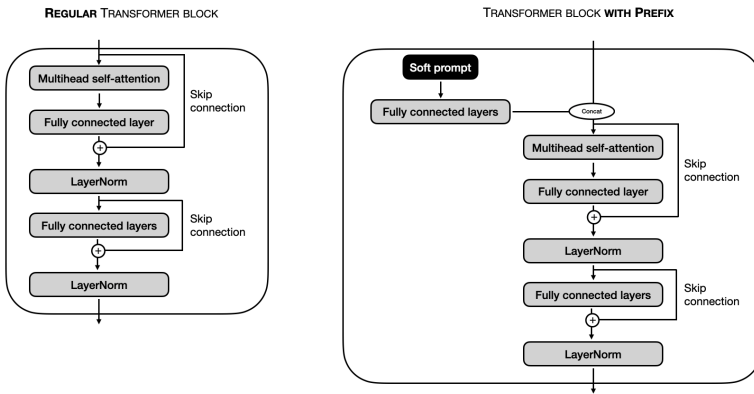 REGULAR TRANSFORMER BLOCK
Multihead self-attention
Skip
connection
Fully connected layer
+
LayerNorm
Fully connected layers
Skip
connection
+
LayerNorm
TRANSFORMER BLOCK WITH PREFIX
Soft prompt
Fully connected layers
Concat
Multihead self-attention
Skip
connection
Fully connected layer
+
LayerNorm
Fully connected layers
Skip
connection
+
LayerNorm